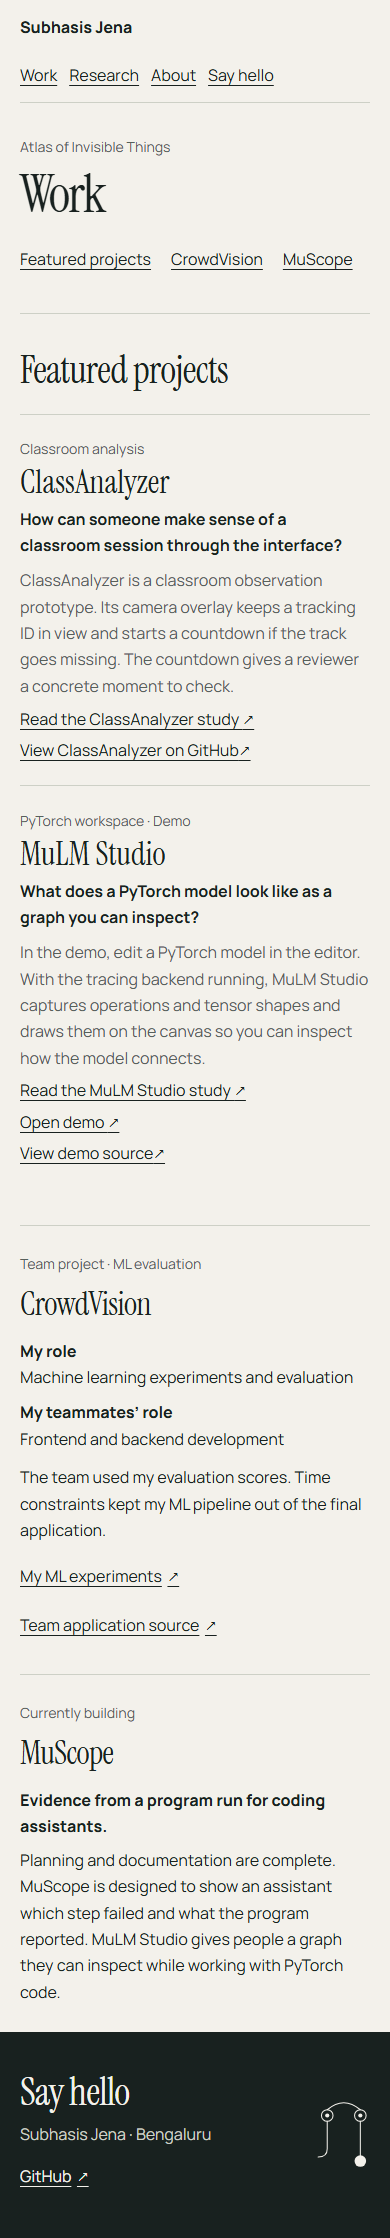 Subhasis Jena
Work Research About Say hello
Atlas of Invisible Things
Work
Featured projects CrowdVision MuScope
Featured projects
Classroom analysis
ClassAnalyzer
How can someone make sense of a
classroom session through the interface?
ClassAnalyzer is a classroom observation
prototype. Its camera overlay keeps a tracking
ID in view and starts a countdown if the track
goes missing. The countdown gives a reviewer
a concrete moment to check.
Read the ClassAnalyzer study ↗
View ClassAnalyzer on GitHub↗
PyTorch workspace · Demo
MuLM Studio
What does a PyTorch model look like as a
graph you can inspect?
In the demo, edit a PyTorch model in the editor.
With the tracing backend running, MuLM Studio
captures operations and tensor shapes and
draws them on the canvas so you can inspect
how the model connects.
Read the MuLM Studio study ↗
Open demo ↗
View demo source↗
Team project · ML evaluation
CrowdVision
My role
Machine learning experiments and evaluation
My teammates’ role
Frontend and backend development
The team used my evaluation scores. Time
constraints kept my ML pipeline out of the final
application.
My ML experiments ↗
Team application source ↗
Currently building
MuScope
Evidence from a program run for coding
assistants.
Planning and documentation are complete.
MuScope is designed to show an assistant
which step failed and what the program
reported. MuLM Studio gives people a graph
they can inspect while working with PyTorch
code.
Say hello
Subhasis Jena · Bengaluru
GitHub ↗